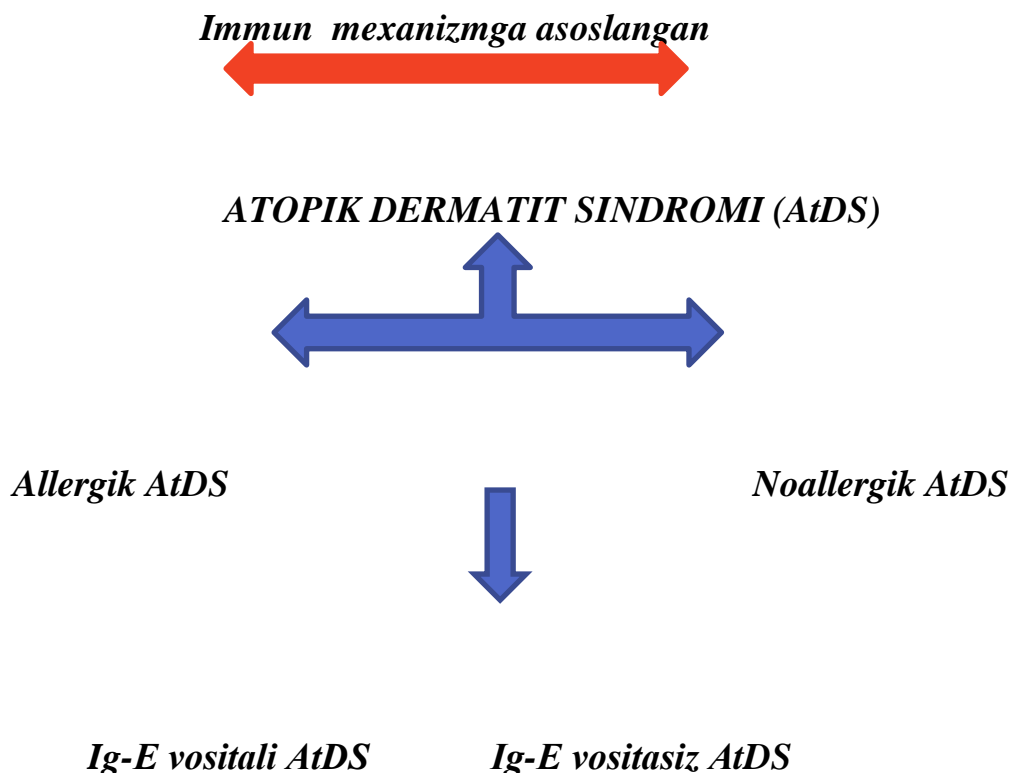 Immun mexanizmga asoslangan
ATOPIK DERMATIT SINDROMI (AtDS)
Allergik AtDS
Noallergik AtDS
Ig-E vositali AtDS
Ig-E vositasiz AtDS